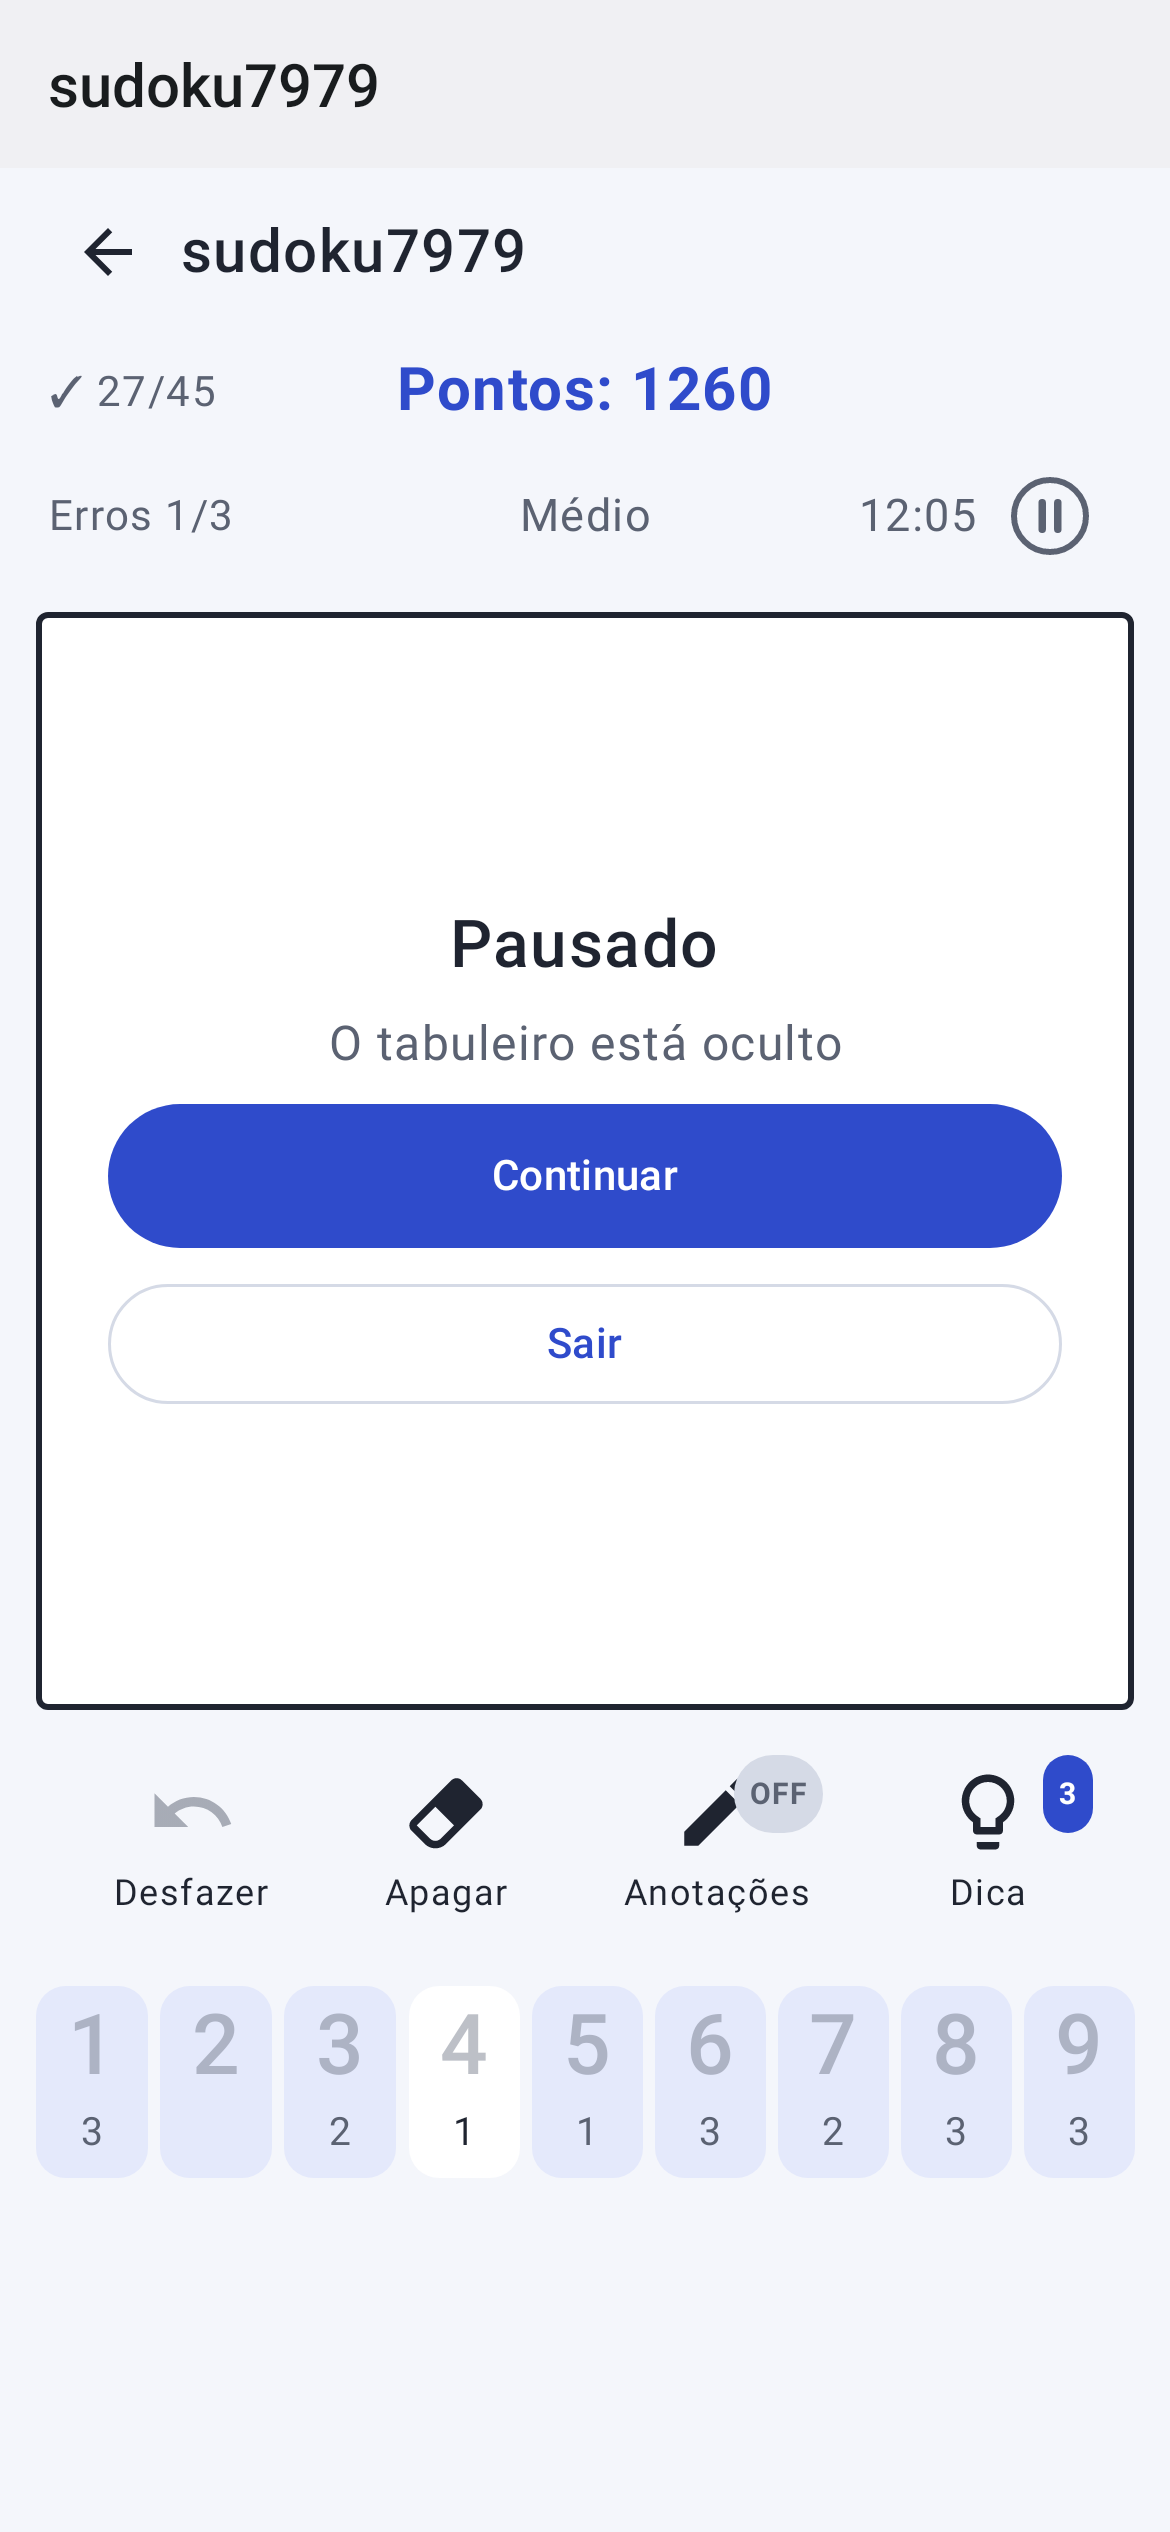 sudoku7979
sudoku7979
✓ 27/45 Pontos: 1260
Erros 1/3 Médio 12:05
Pausado
O tabuleiro está oculto
Continuar
Sair
OFF 3
Desfazer Apagar Anotações Dica
1 2 3 4 5 6 7 8 9
3 2 1 1 3 2 3 3